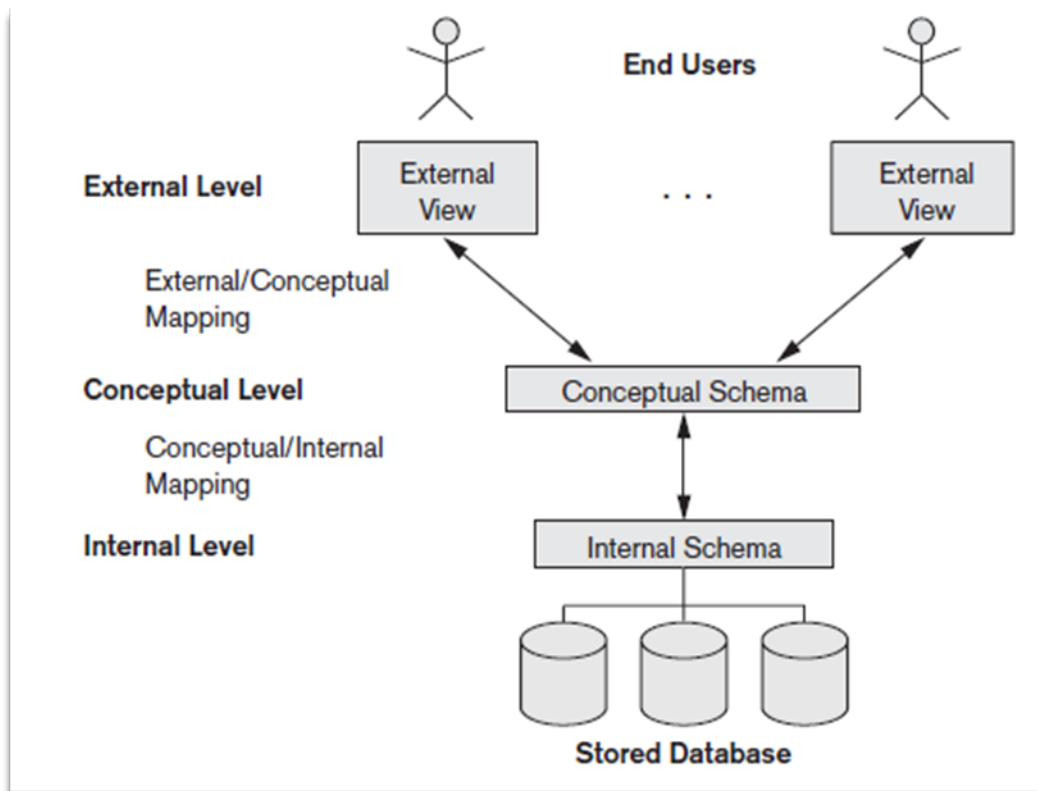 End Users
External Level
External
View
. . .
External
View
External/Conceptual
Mapping
Conceptual Level
Conceptual Schema
Conceptual/Internal
Mapping
Internal Level
Internal Schema
Stored Database